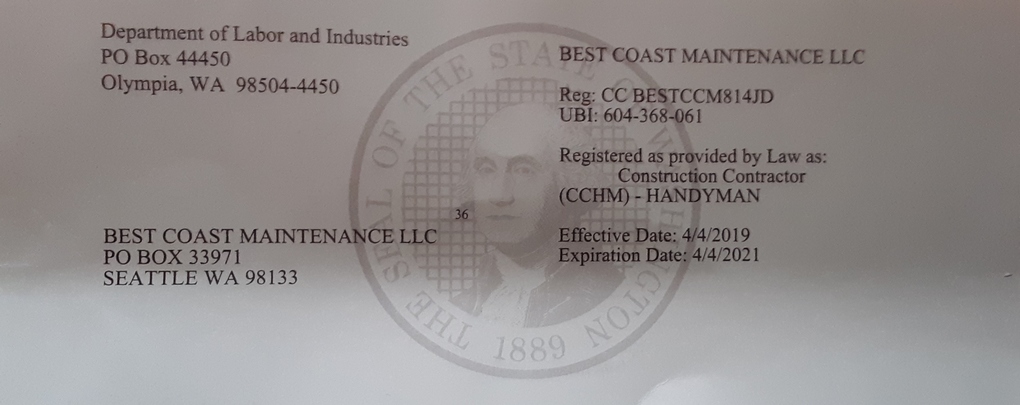 Department of Labor and Industries
PO Box 44450
Olympia, WA 98504-4450
BEST COAST MAINTENANCE LLC
Reg: CC BESTCCM814JD
UBI: 604-368-061
Registered as provided by Law as:
Construction Contractor
(CCHM) - HANDYMAN
Effective Date: 4/4/2019
Expiration Date: 4/4/2021
36
BEST COAST MAINTENANCE LLC
PO BOX 33971
SEATTLE WA 98133
THE SEAL OF THE STATE OF WASHINGTON
1889